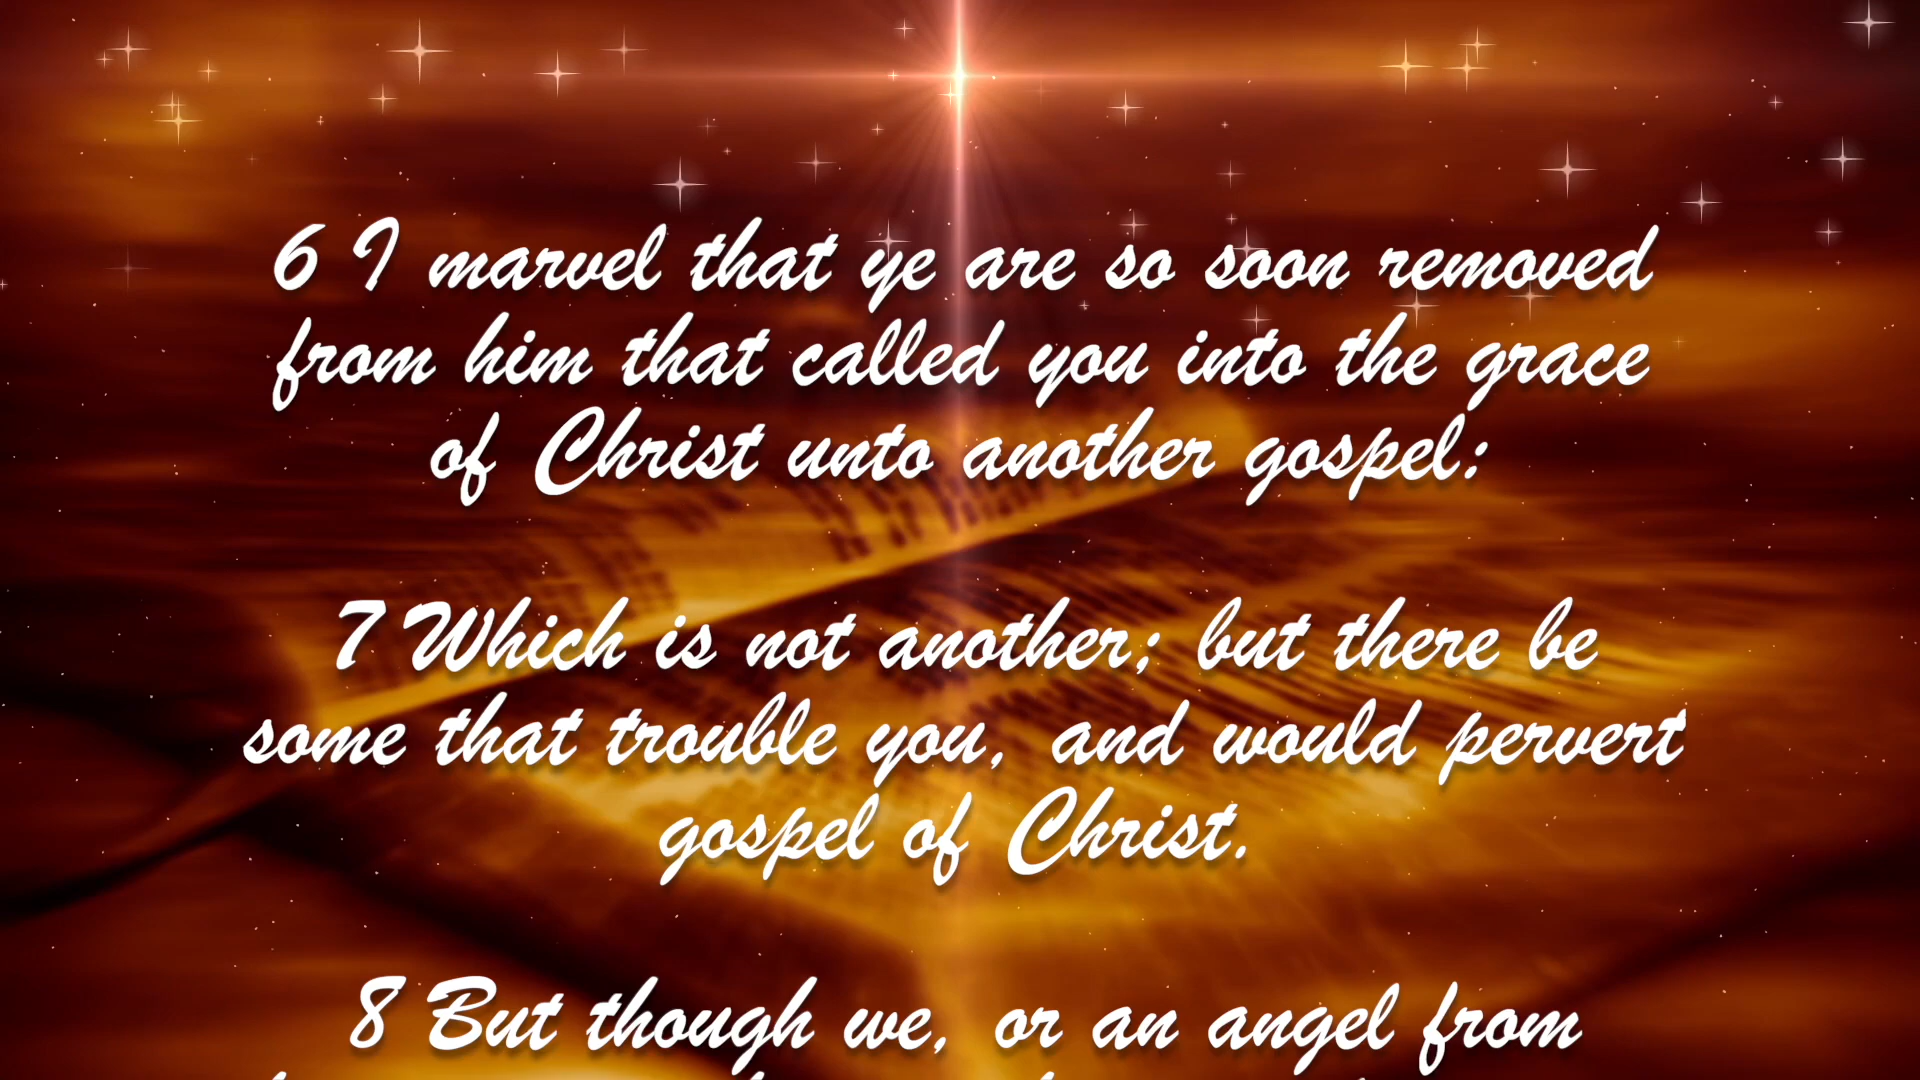 6 I marvel that ye are so soon removed
from him that called you into the grace
of Christ unto another gospel:
7 Which is not another; but there be
some that trouble you, and would pervert
gospel of Christ.
8 But though we, or an angel from